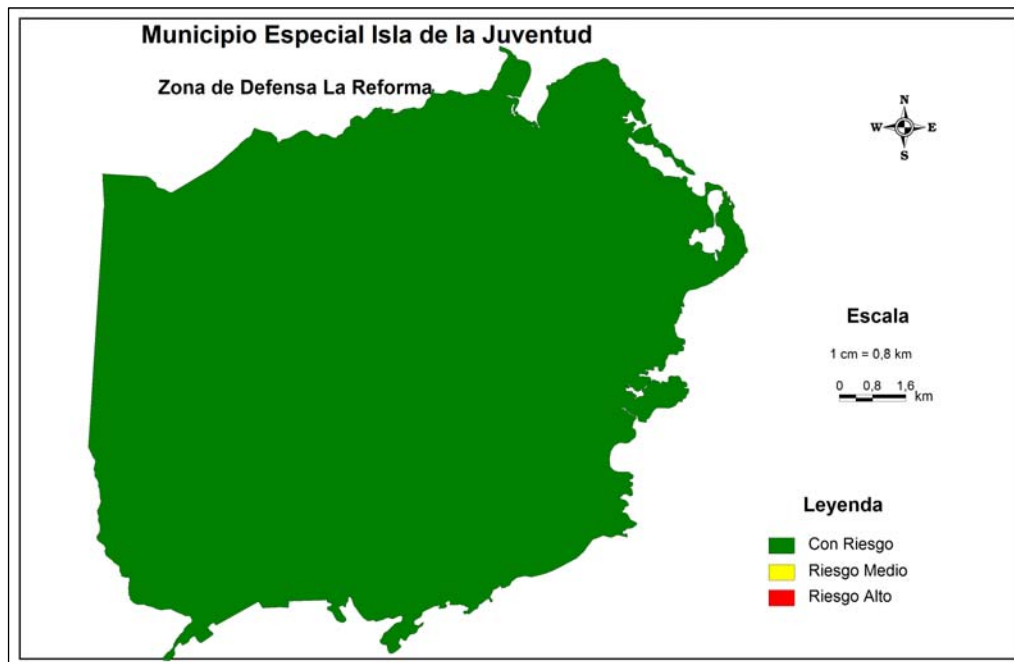 Municipio Especial Isla de la Juventud
Zona de Defensa La Reforma
N
W E
S
Escala
1 cm = 0,8 km
0 0,8 1,6
km
Leyenda
Con Riesgo
Riesgo Medio
Riesgo Alto